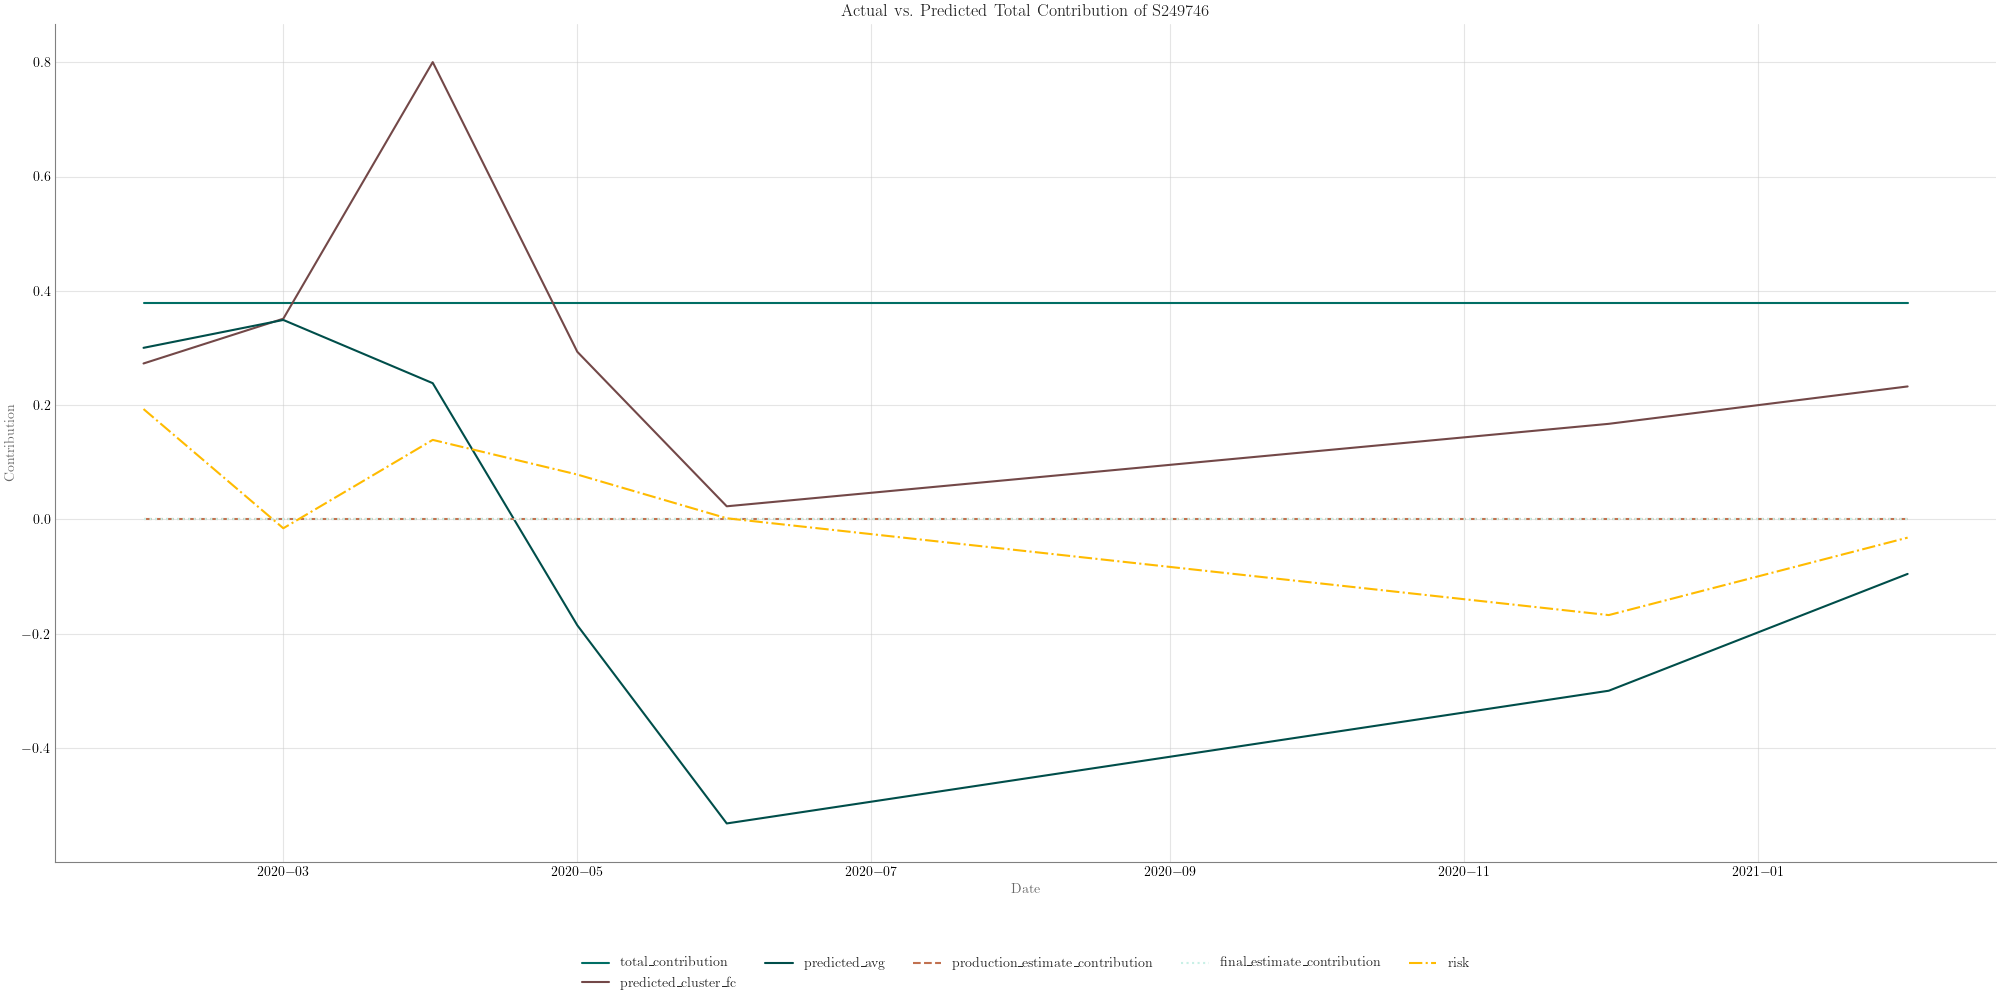 Actual vs. Predicted Total Contribution of S249746
0.8
0.6
0.4
0.2
0.0
−0.2
−0.4
Contribution
2020−03 2020−05 2020−07 2020−09 2020−11 2021−01
Date
total_contribution predicted_avg production_estimate_contribution final_estimate_contribution risk
predicted_cluster_fc